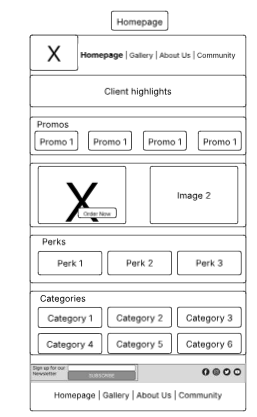 Homepage
X Homepage | Gallery | About Us | Community
Client highlights
Promos
Promo 1 Promo 1 Promo 1 Promo 1
X
Order Now
Image 2
Perks
Perk 1 Perk 2 Perk 3
Categories
Category 1 Category 2 Category 3
Category 4 Category 5 Category 6
Sign up for our
Newsletter
SUBSCRIBE
Homepage | Gallery | About Us | Community